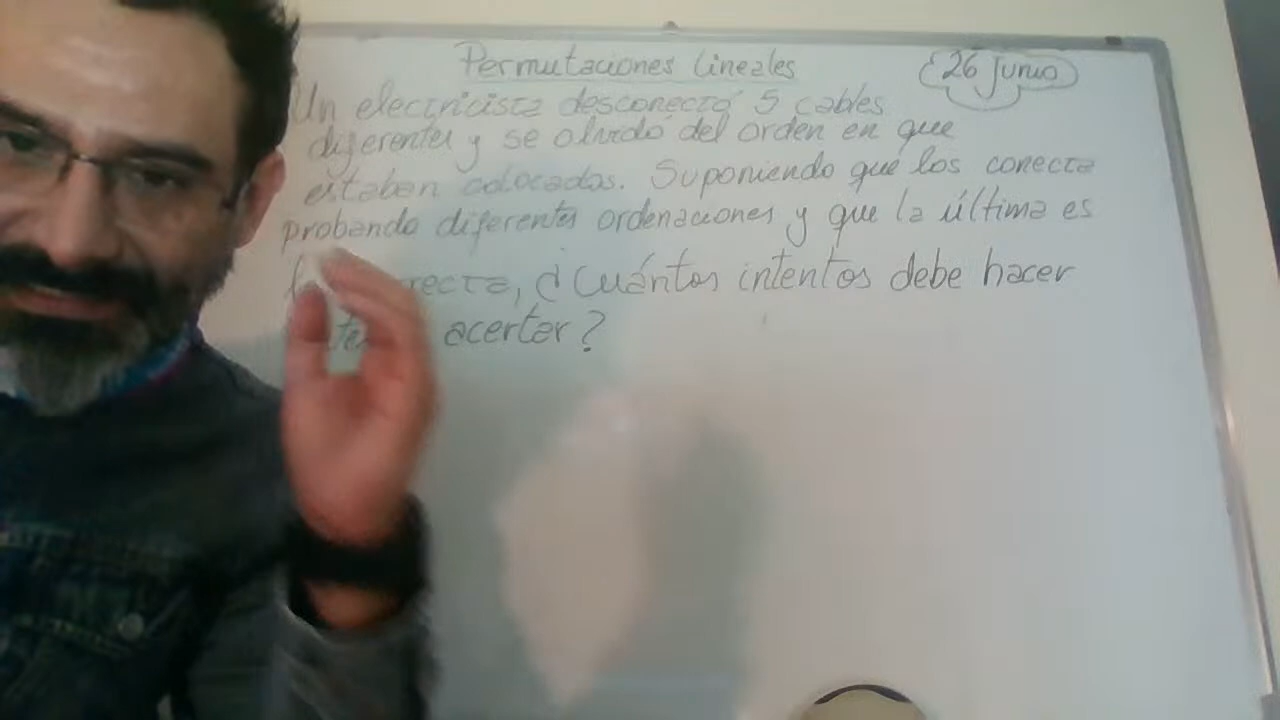 Permutaciones lineales
26 Junio
Un electricista desconectó 5 cables
diferentes y se olvidó del orden en que
estaban colocados. Suponiendo que los conecta
probando diferentes ordenaciones y que la última es
recta, ¿Cuántos intentos debe hacer
acertar?